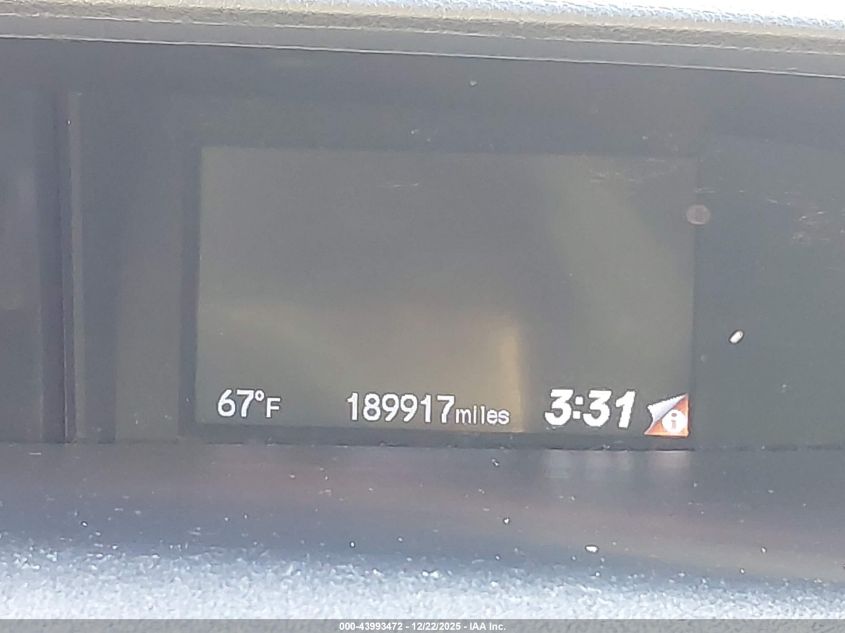 67°F 189917miles 3:31 i
000-43993472 - 12/22/2025 - IAA Inc.